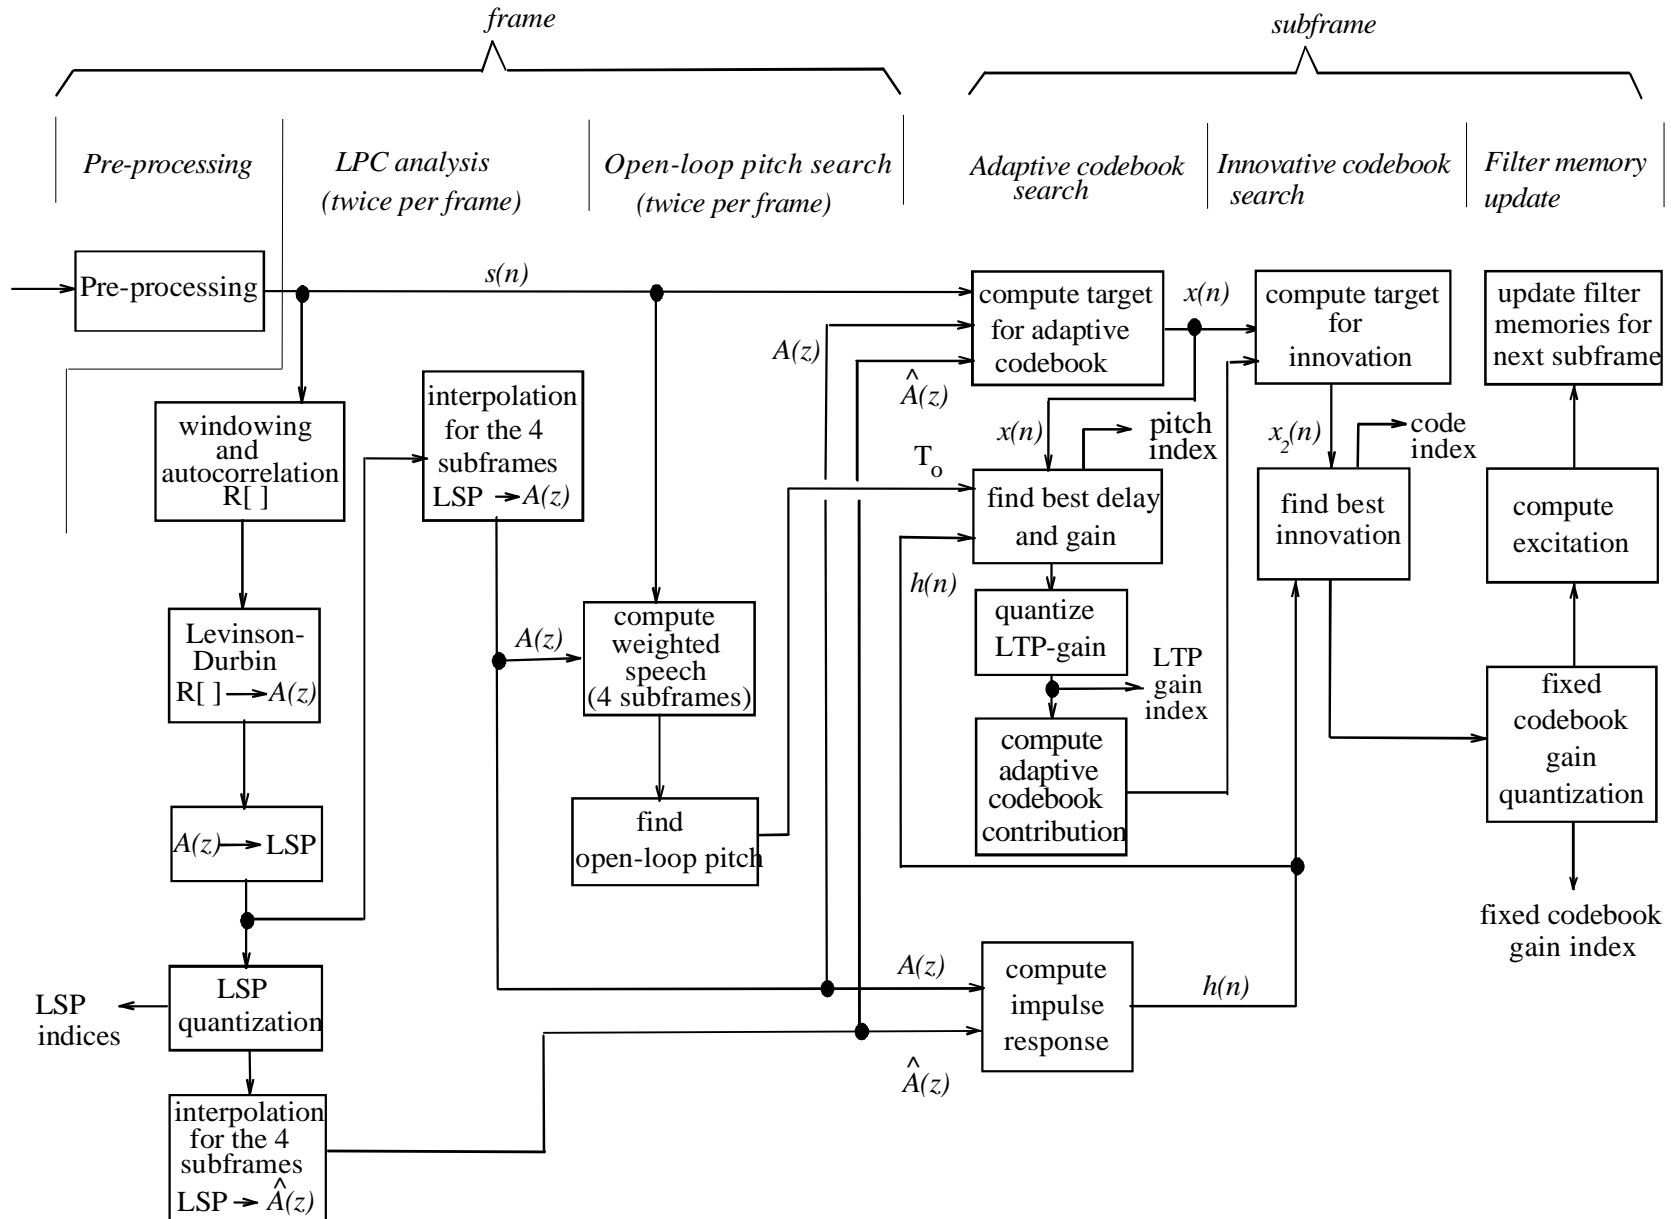 frame
subframe
Pre-processing
LPC analysis
(twice per frame)
Open-loop pitch search
(twice per frame)
Adaptive codebook
search
Innovative codebook
search
Filter memory
update
Pre-processing
s(n)
compute target
for adaptive
codebook
x(n)
compute target
for
innovation
update filter
memories for
next subframe
A(z)
Â(z)
windowing
and
autocorrelation
R[ ]
interpolation
for the 4
subframes
LSP → A(z)
x(n)
pitch
index
x₂(n)
code
index
Tₒ
find best delay
and gain
find best
innovation
compute
excitation
h(n)
Levinson-
Durbin
R[ ] → A(z)
A(z)
compute
weighted
speech
(4 subframes)
quantize
LTP-gain
LTP
gain
index
fixed
codebook
gain
quantization
compute
adaptive
codebook
contribution
A(z) → LSP
find
open-loop pitch
fixed codebook
gain index
LSP
indices
LSP
quantization
A(z)
compute
impulse
response
h(n)
Â(z)
interpolation
for the 4
subframes
LSP → Â(z)